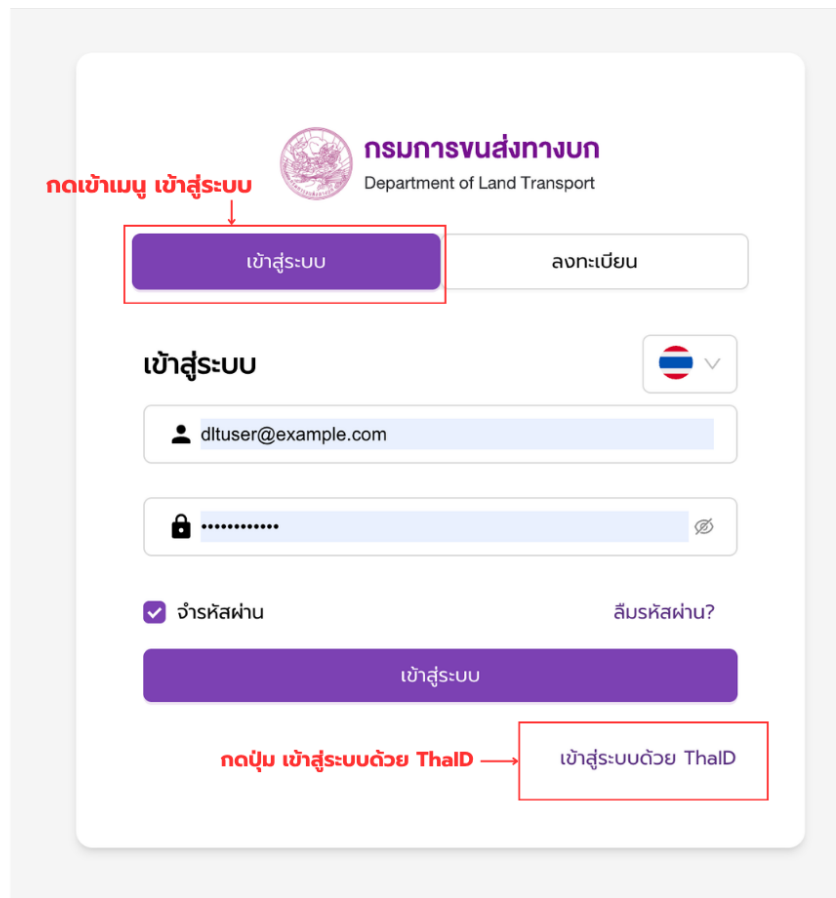 กรมการขนส่งทางบก
Department of Land Transport
กดเข้าเมนู เข้าสู่ระบบ
เข้าสู่ระบบ
ลงทะเบียน
เข้าสู่ระบบ
dltuser@example.com
••••••••••••
จำรหัสผ่าน
ลืมรหัสผ่าน?
เข้าสู่ระบบ
กดปุ่ม เข้าสู่ระบบด้วย ThaID
เข้าสู่ระบบด้วย ThaID